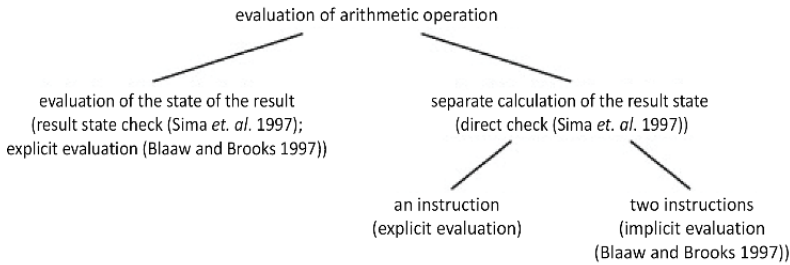 evaluation of arithmetic operation
evaluation of the state of the result
(result state check (Sima et. al. 1997);
explicit evaluation (Blaaw and Brooks 1997))
separate calculation of the result state
(direct check (Sima et. al. 1997))
an instruction
(explicit evaluation)
two instructions
(implicit evaluation
(Blaaw and Brooks 1997))